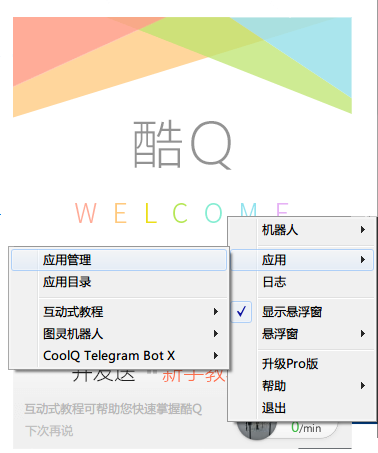 酷Q
WELCOME
机器人
应用
日志
显示悬浮窗
悬浮窗
升级Pro版
帮助
退出
应用管理
应用目录
互动式教程
图灵机器人
CoolQ Telegram Bot X
并发送 "新手教
互动式教程可帮助您快速掌握酷Q
下次再说
0/min